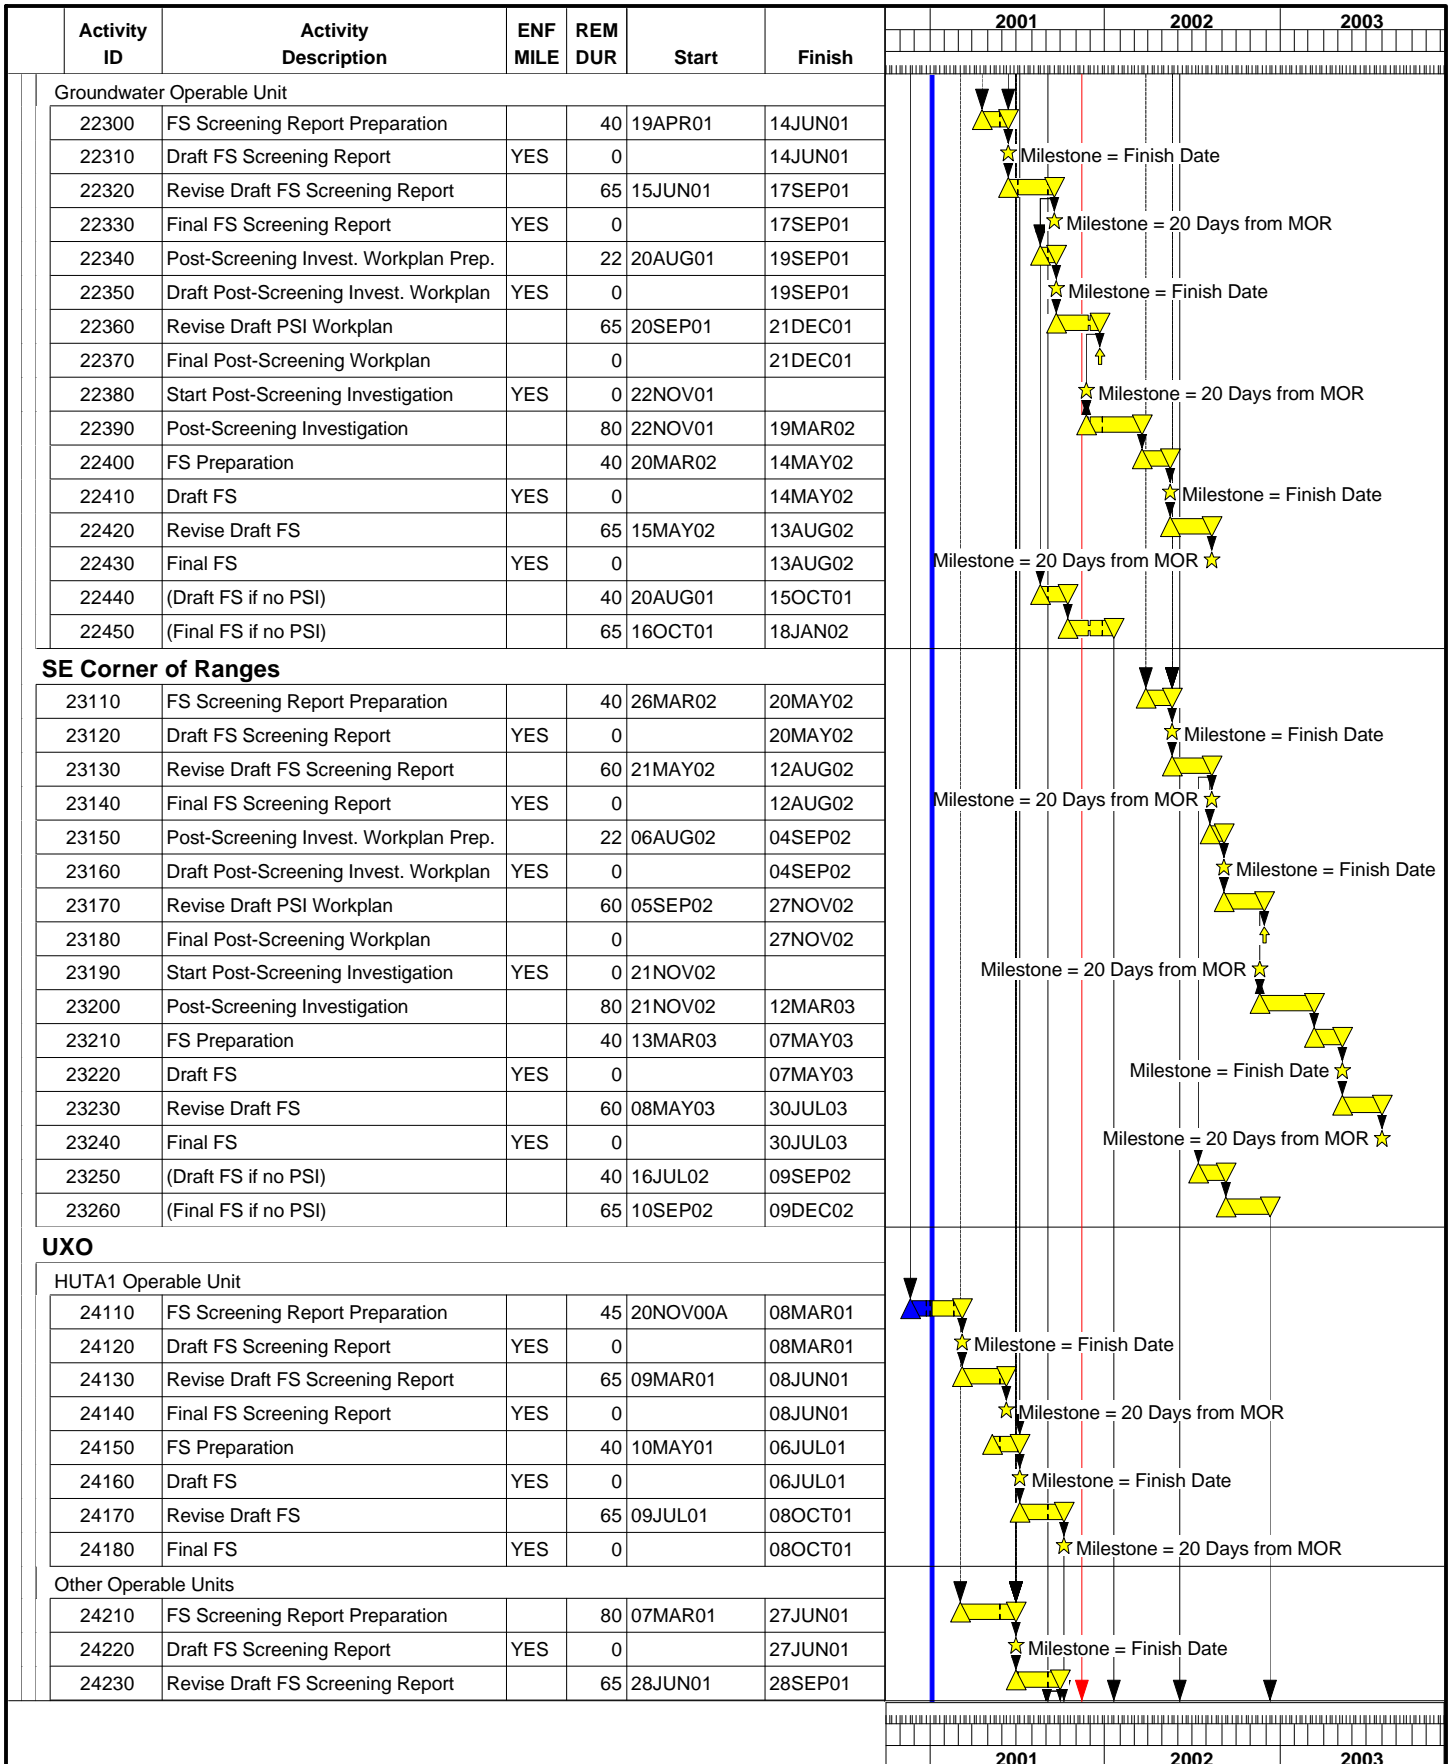 2001 2002 2003
Activity ID Activity Description ENF MILE REM DUR Start Finish
Groundwater Operable Unit
22300 FS Screening Report Preparation 40 19APR01 14JUN01
22310 Draft FS Screening Report YES 0 14JUN01 Milestone = Finish Date
22320 Revise Draft FS Screening Report 65 15JUN01 17SEP01
22330 Final FS Screening Report YES 0 17SEP01 Milestone = 20 Days from MOR
22340 Post-Screening Invest. Workplan Prep. 22 20AUG01 19SEP01
22350 Draft Post-Screening Invest. Workplan YES 0 19SEP01 Milestone = Finish Date
22360 Revise Draft PSI Workplan 65 20SEP01 21DEC01
22370 Final Post-Screening Workplan 0 21DEC01
22380 Start Post-Screening Investigation YES 0 22NOV01 Milestone = 20 Days from MOR
22390 Post-Screening Investigation 80 22NOV01 19MAR02
22400 FS Preparation 40 20MAR02 14MAY02
22410 Draft FS YES 0 14MAY02 Milestone = Finish Date
22420 Revise Draft FS 65 15MAY02 13AUG02
22430 Final FS YES 0 13AUG02 Milestone = 20 Days from MOR
22440 (Draft FS if no PSI) 40 20AUG01 15OCT01
22450 (Final FS if no PSI) 65 16OCT01 18JAN02
SE Corner of Ranges
23110 FS Screening Report Preparation 40 26MAR02 20MAY02
23120 Draft FS Screening Report YES 0 20MAY02 Milestone = Finish Date
23130 Revise Draft FS Screening Report 60 21MAY02 12AUG02
23140 Final FS Screening Report YES 0 12AUG02 Milestone = 20 Days from MOR
23150 Post-Screening Invest. Workplan Prep. 22 06AUG02 04SEP02
23160 Draft Post-Screening Invest. Workplan YES 0 04SEP02 Milestone = Finish Date
23170 Revise Draft PSI Workplan 60 05SEP02 27NOV02
23180 Final Post-Screening Workplan 0 27NOV02
23190 Start Post-Screening Investigation YES 0 21NOV02 Milestone = 20 Days from MOR
23200 Post-Screening Investigation 80 21NOV02 12MAR03
23210 FS Preparation 40 13MAR03 07MAY03
23220 Draft FS YES 0 07MAY03 Milestone = Finish Date
23230 Revise Draft FS 60 08MAY03 30JUL03
23240 Final FS YES 0 30JUL03 Milestone = 20 Days from MOR
23250 (Draft FS if no PSI) 40 16JUL02 09SEP02
23260 (Final FS if no PSI) 65 10SEP02 09DEC02
UXO
HUTA1 Operable Unit
24110 FS Screening Report Preparation 45 20NOV00A 08MAR01
24120 Draft FS Screening Report YES 0 08MAR01 Milestone = Finish Date
24130 Revise Draft FS Screening Report 65 09MAR01 08JUN01
24140 Final FS Screening Report YES 0 08JUN01 Milestone = 20 Days from MOR
24150 FS Preparation 40 10MAY01 06JUL01
24160 Draft FS YES 0 06JUL01 Milestone = Finish Date
24170 Revise Draft FS 65 09JUL01 08OCT01
24180 Final FS YES 0 08OCT01 Milestone = 20 Days from MOR
Other Operable Units
24210 FS Screening Report Preparation 80 07MAR01 27JUN01
24220 Draft FS Screening Report YES 0 27JUN01 Milestone = Finish Date
24230 Revise Draft FS Screening Report 65 28JUN01 28SEP01
2001 2002 2003